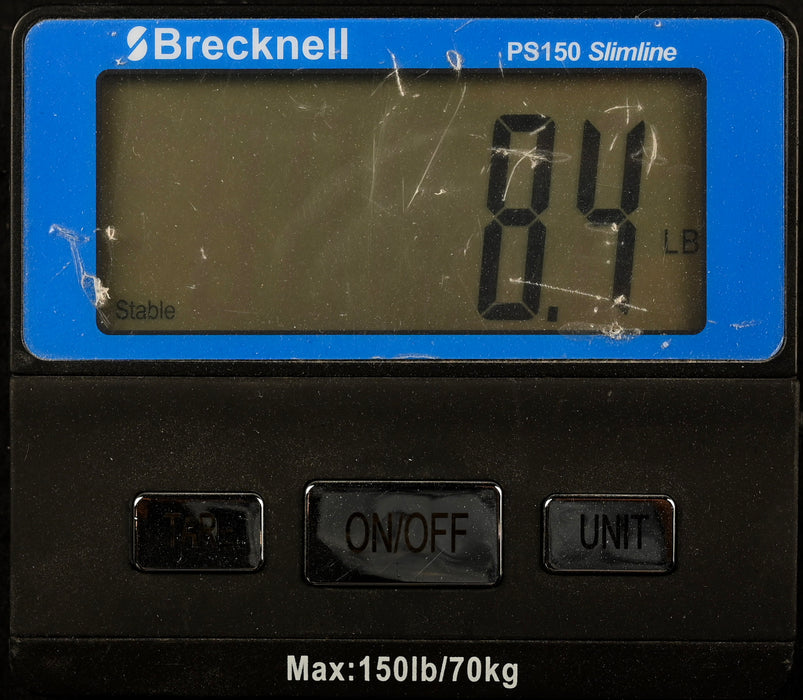 Brecknell
PS150 Slimline
8.4
LB
Stable
ON/OFF
UNIT
Max:150lb/70kg